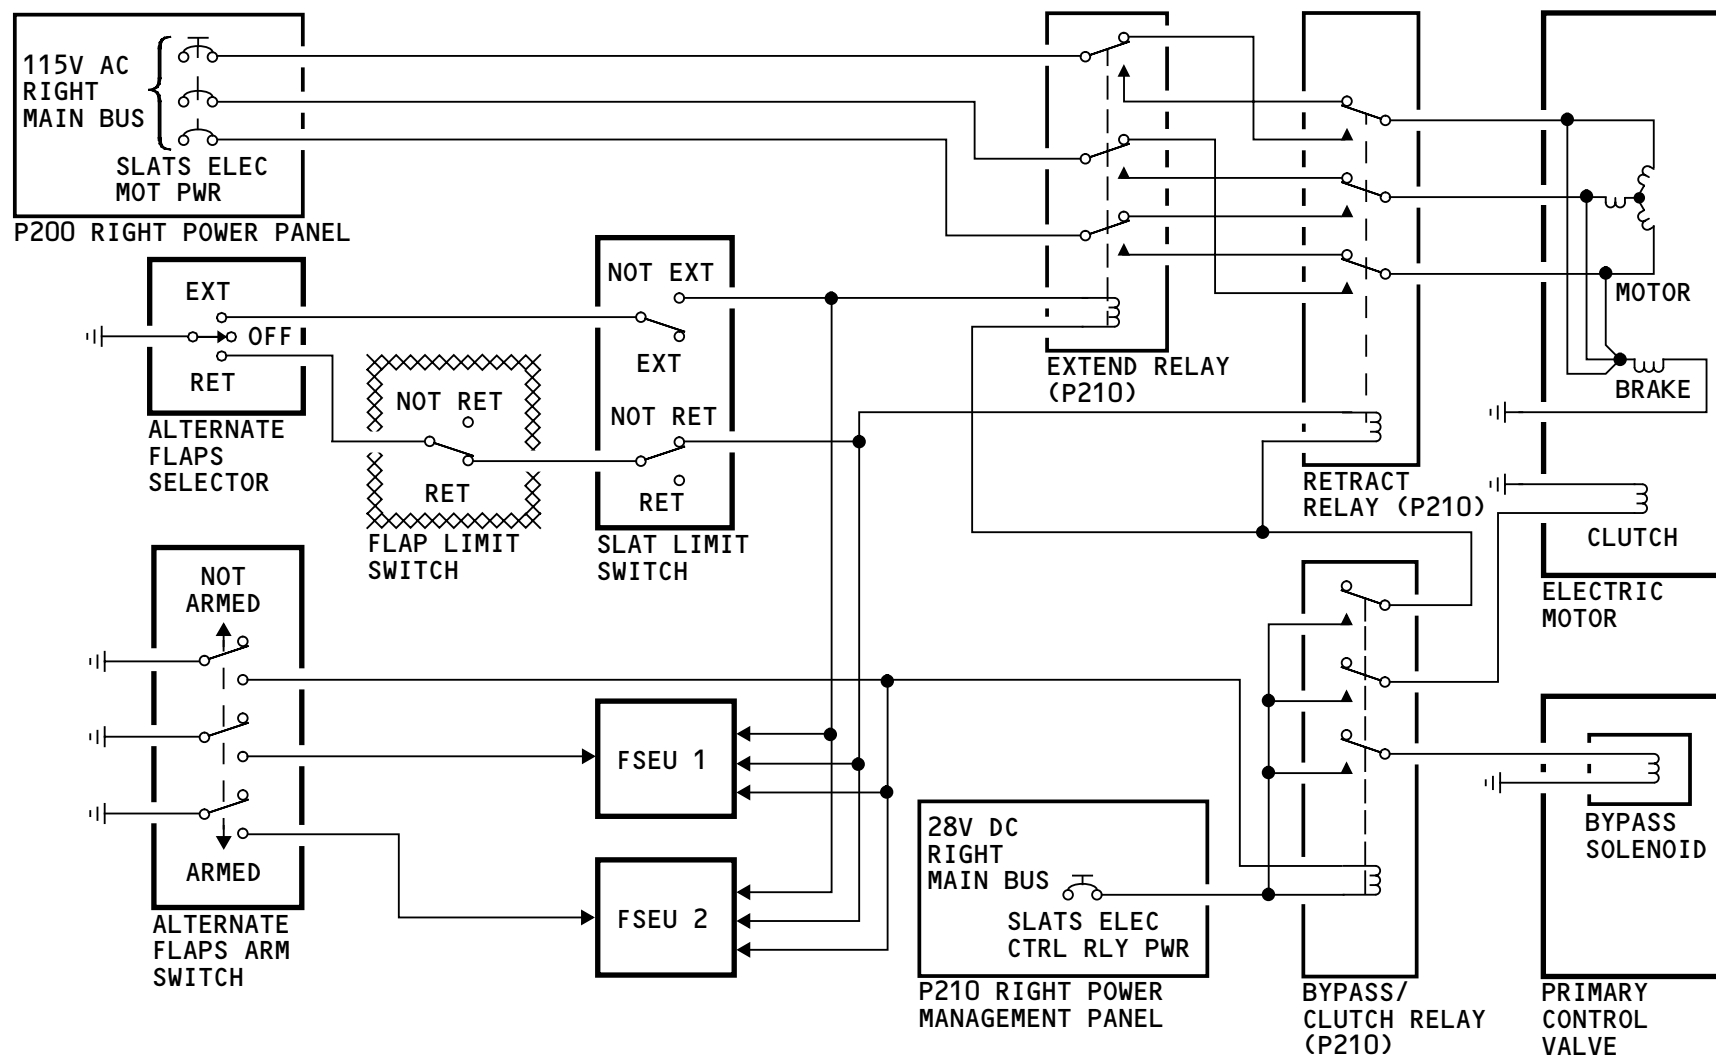 115V AC
RIGHT
MAIN BUS
SLATS ELEC
MOT PWR
P200 RIGHT POWER PANEL
EXT
OFF
RET
ALTERNATE
FLAPS
SELECTOR
NOT RET
RET
FLAP LIMIT
SWITCH
NOT EXT
EXT
NOT RET
RET
SLAT LIMIT
SWITCH
EXTEND RELAY
(P210)
RETRACT
RELAY (P210)
MOTOR
BRAKE
CLUTCH
ELECTRIC
MOTOR
NOT
ARMED
ARMED
ALTERNATE
FLAPS ARM
SWITCH
FSEU 1
FSEU 2
28V DC
RIGHT
MAIN BUS
SLATS ELEC
CTRL RLY PWR
P210 RIGHT POWER
MANAGEMENT PANEL
BYPASS/
CLUTCH RELAY
(P210)
BYPASS
SOLENOID
PRIMARY
CONTROL
VALVE